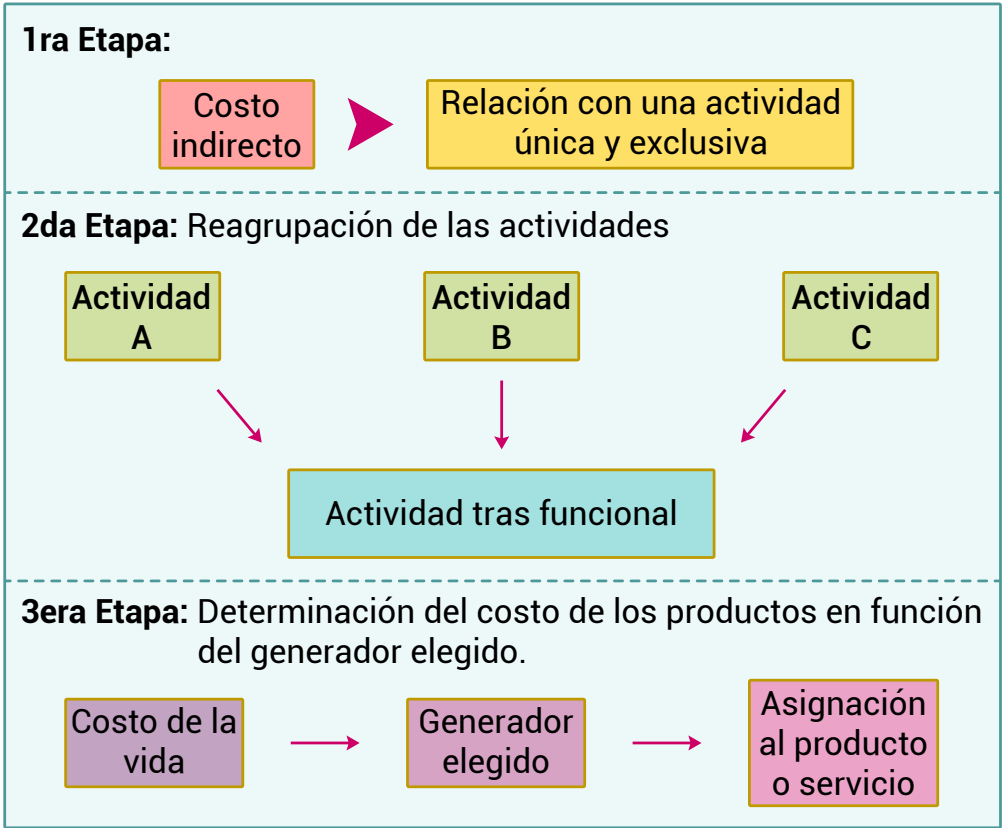 1ra Etapa:
Costo
indirecto
Relación con una actividad
única y exclusiva
2da Etapa: Reagrupación de las actividades
Actividad
A
Actividad
B
Actividad
C
Actividad tras funcional
3era Etapa: Determinación del costo de los productos en función
del generador elegido.
Costo de la
vida
Generador
elegido
Asignación
al producto
o servicio